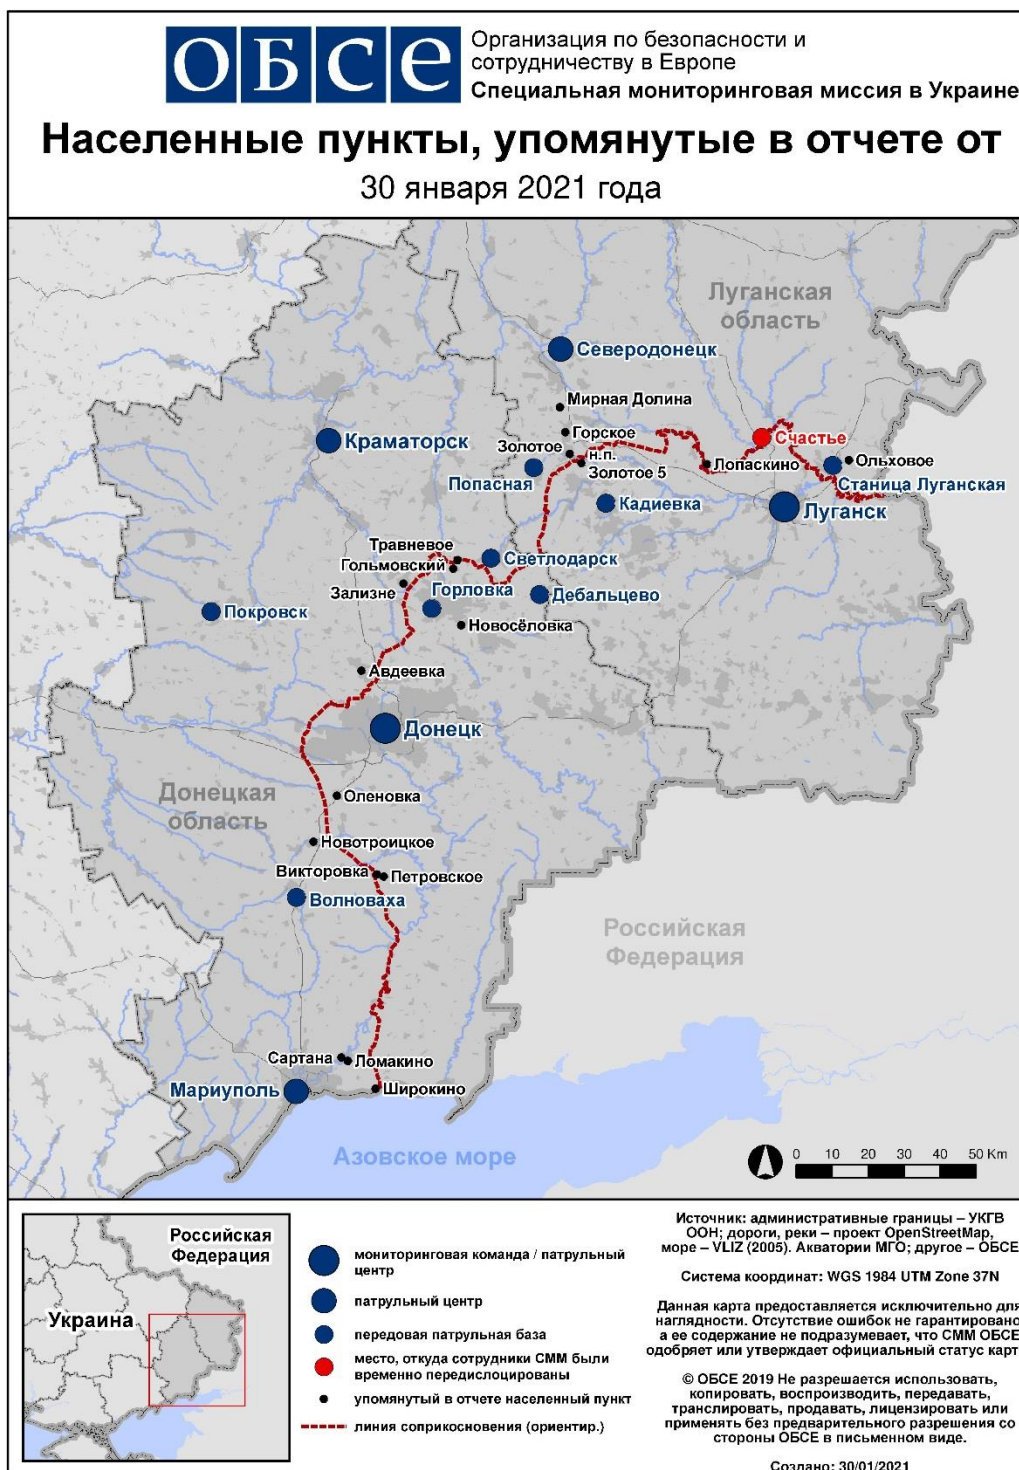 ОБСЕ
Организация по безопасности и
сотрудничеству в Европе
Специальная мониторинговая миссия в Украине
Населенные пункты, упомянутые в отчете от
30 января 2021 года
Луганская
область
Северодонецк
Мирная Долина
Горское
Краматорск
Счастье
Золотое
н.п.
Золотое 5
Лопаскино
Ольховое
Попасная
Станица Луганская
Кадиевка
Луганск
Травневое
Гольмовский
Светлодарск
Зализне
Горловка
Дебальцево
Покровск
Новосёловка
Авдеевка
Донецк
Донецкая
область
Оленовка
Новотроицкое
Викторовка
Петровское
Волноваха
Российская
Федерация
Сартана
Ломакино
Мариуполь
Широкино
Азовское море
0 10 20 30 40 50 Km
Российская
Федерация
Украина
мониторинговая команда / патрульный
центр
патрульный центр
передовая патрульная база
место, откуда сотрудники СММ были
временно передислоцированы
упомянутый в отчете населенный пункт
линия соприкосновения (ориентир.)
Источник: административные границы – УКГВ
ООН; дороги, реки – проект OpenStreetMap,
море – VLIZ (2005). Акватории МГО; другое – ОБСЕ
Система координат: WGS 1984 UTM Zone 37N
Данная карта предоставляется исключительно для
наглядности. Отсутствие ошибок не гарантировано,
а ее содержание не подразумевает, что СММ ОБСЕ
одобряет или утверждает официальный статус карт
© ОБСЕ 2019 Не разрешается использовать,
копировать, воспроизводить, передавать,
транслировать, продавать, лицензировать или
применять без предварительного разрешения со
стороны ОБСЕ в письменном виде.
Создано: 30/01/2021